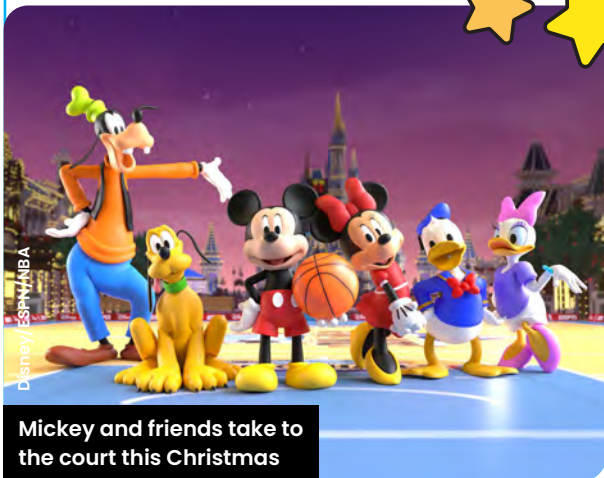 Disney/ESPN/NBA
Mickey and friends take to
the court this Christmas